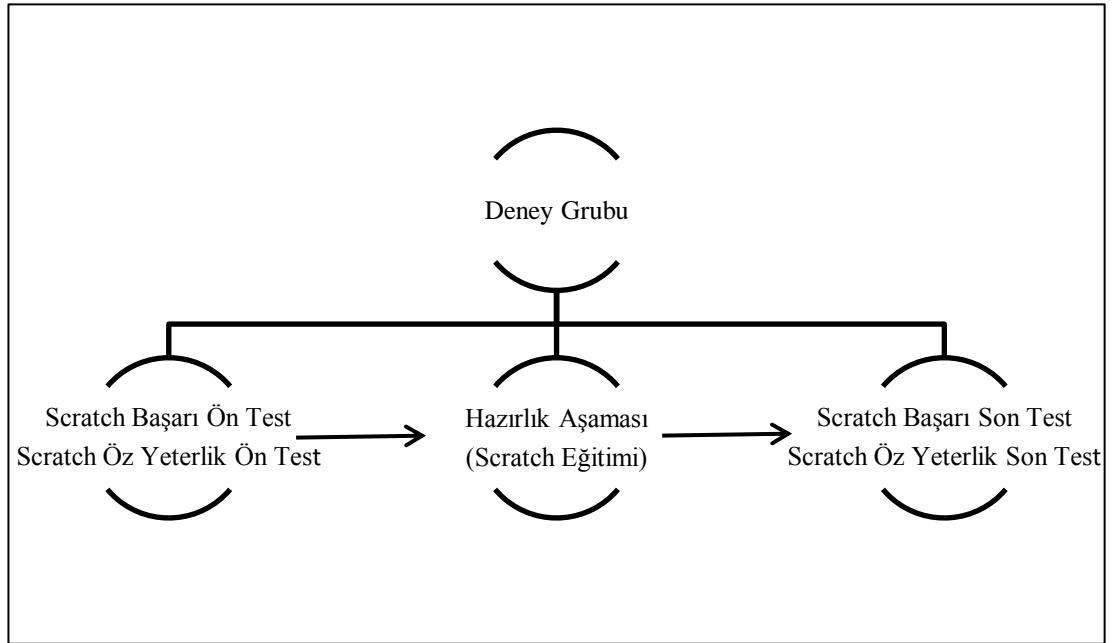 Deney Grubu
Scratch Başarı Ön Test
Scratch Öz Yeterlik Ön Test
Hazırlık Aşaması
(Scratch Eğitimi)
Scratch Başarı Son Test
Scratch Öz Yeterlik Son Test